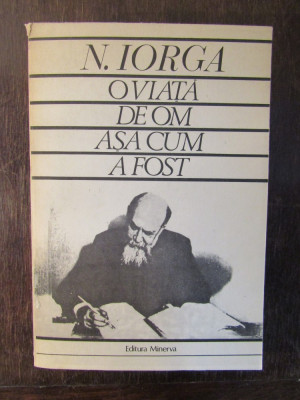 N. IORGA
O VIAȚA
DE OM
AȘA CUM
A FOST
Editura Minerva